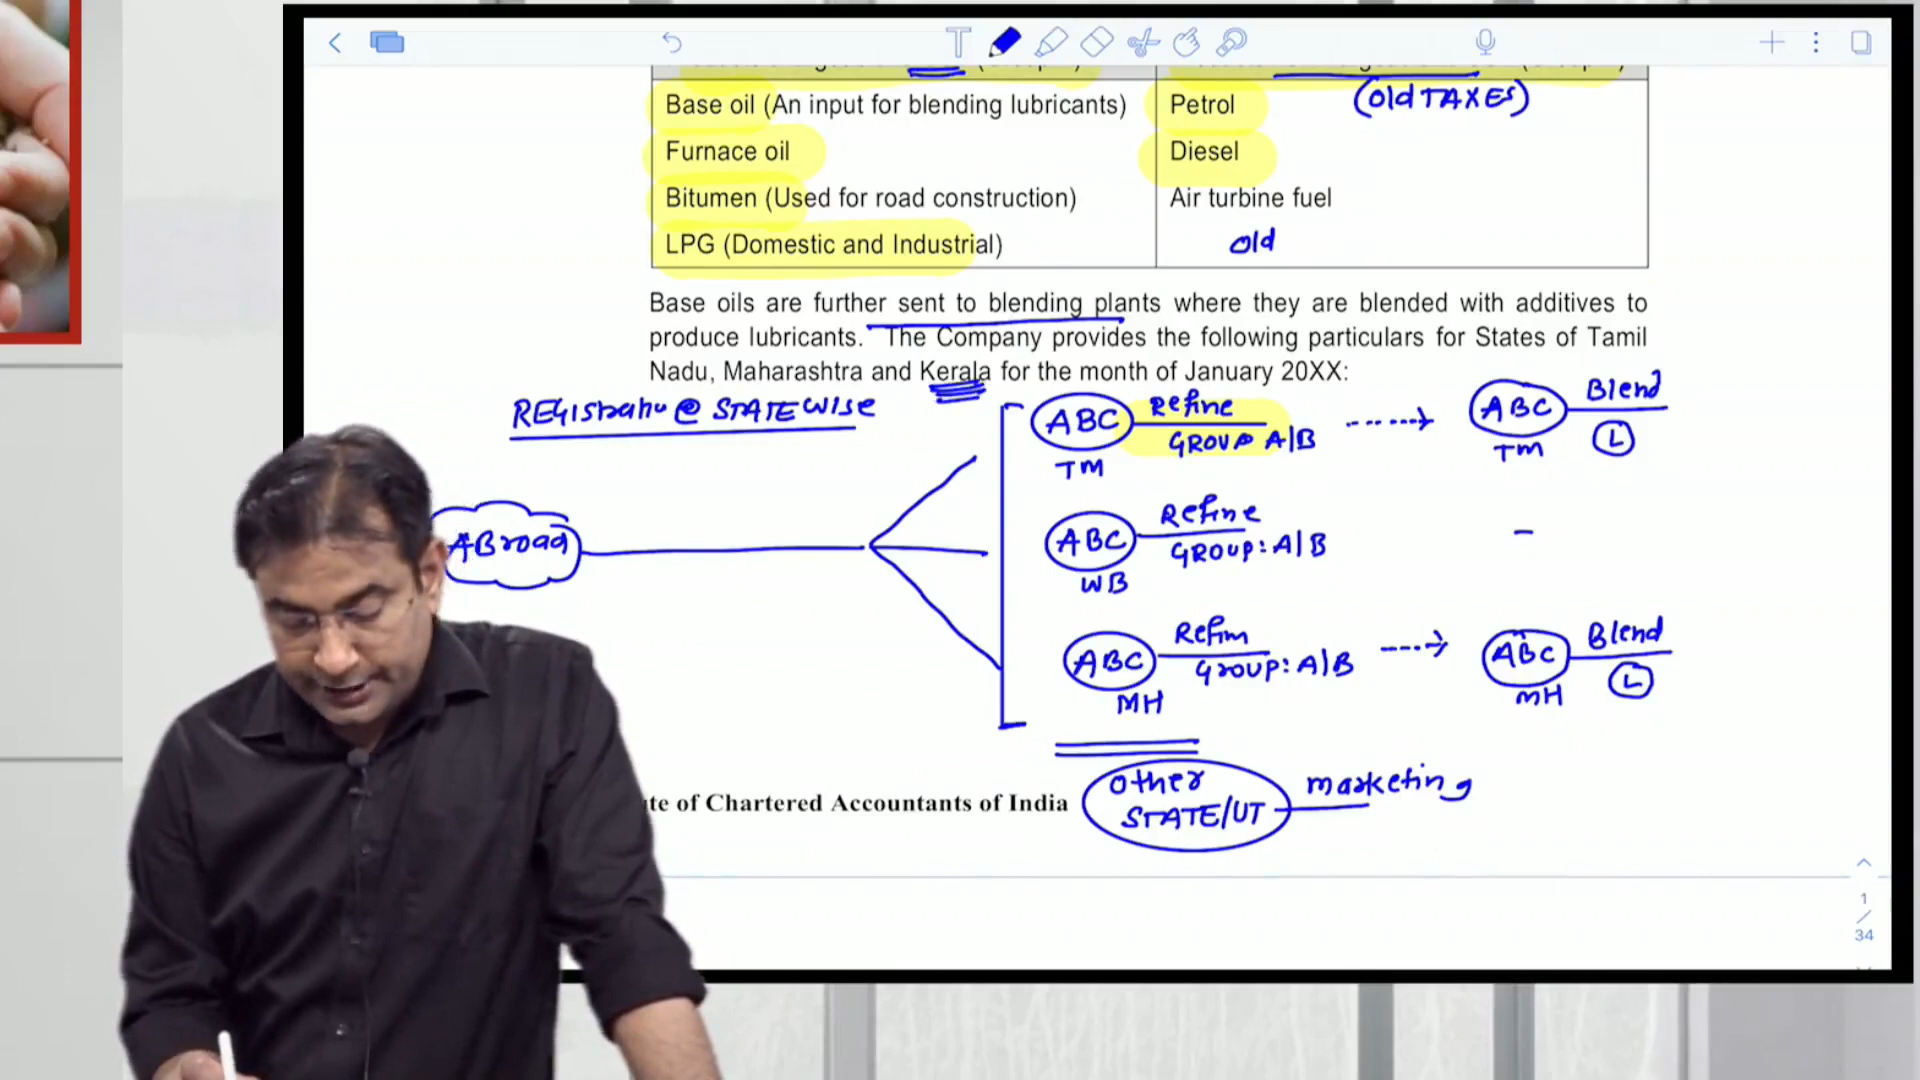 Base oil (An input for blending lubricants)
Petrol
(old TAXES)
Furnace oil
Diesel
Bitumen (Used for road construction)
Air turbine fuel
LPG (Domestic and Industrial)
old
Base oils are further sent to blending plants where they are blended with additives to
produce lubricants. The Company provides the following particulars for States of Tamil
Nadu, Maharashtra and Kerala for the month of January 20XX:
@ STATEWISE
ABC
Refine
GROUP A|B
TM
ABC
Blend
L
TM
ABroad
ABC
Refine
GROUP: A|B
WB
-
ABC
Refim
Group: A|B
MH
ABC
Blend
L
MH
te of Chartered Accountants of India
Other
STATE/UT
marketing
1
/
34
T